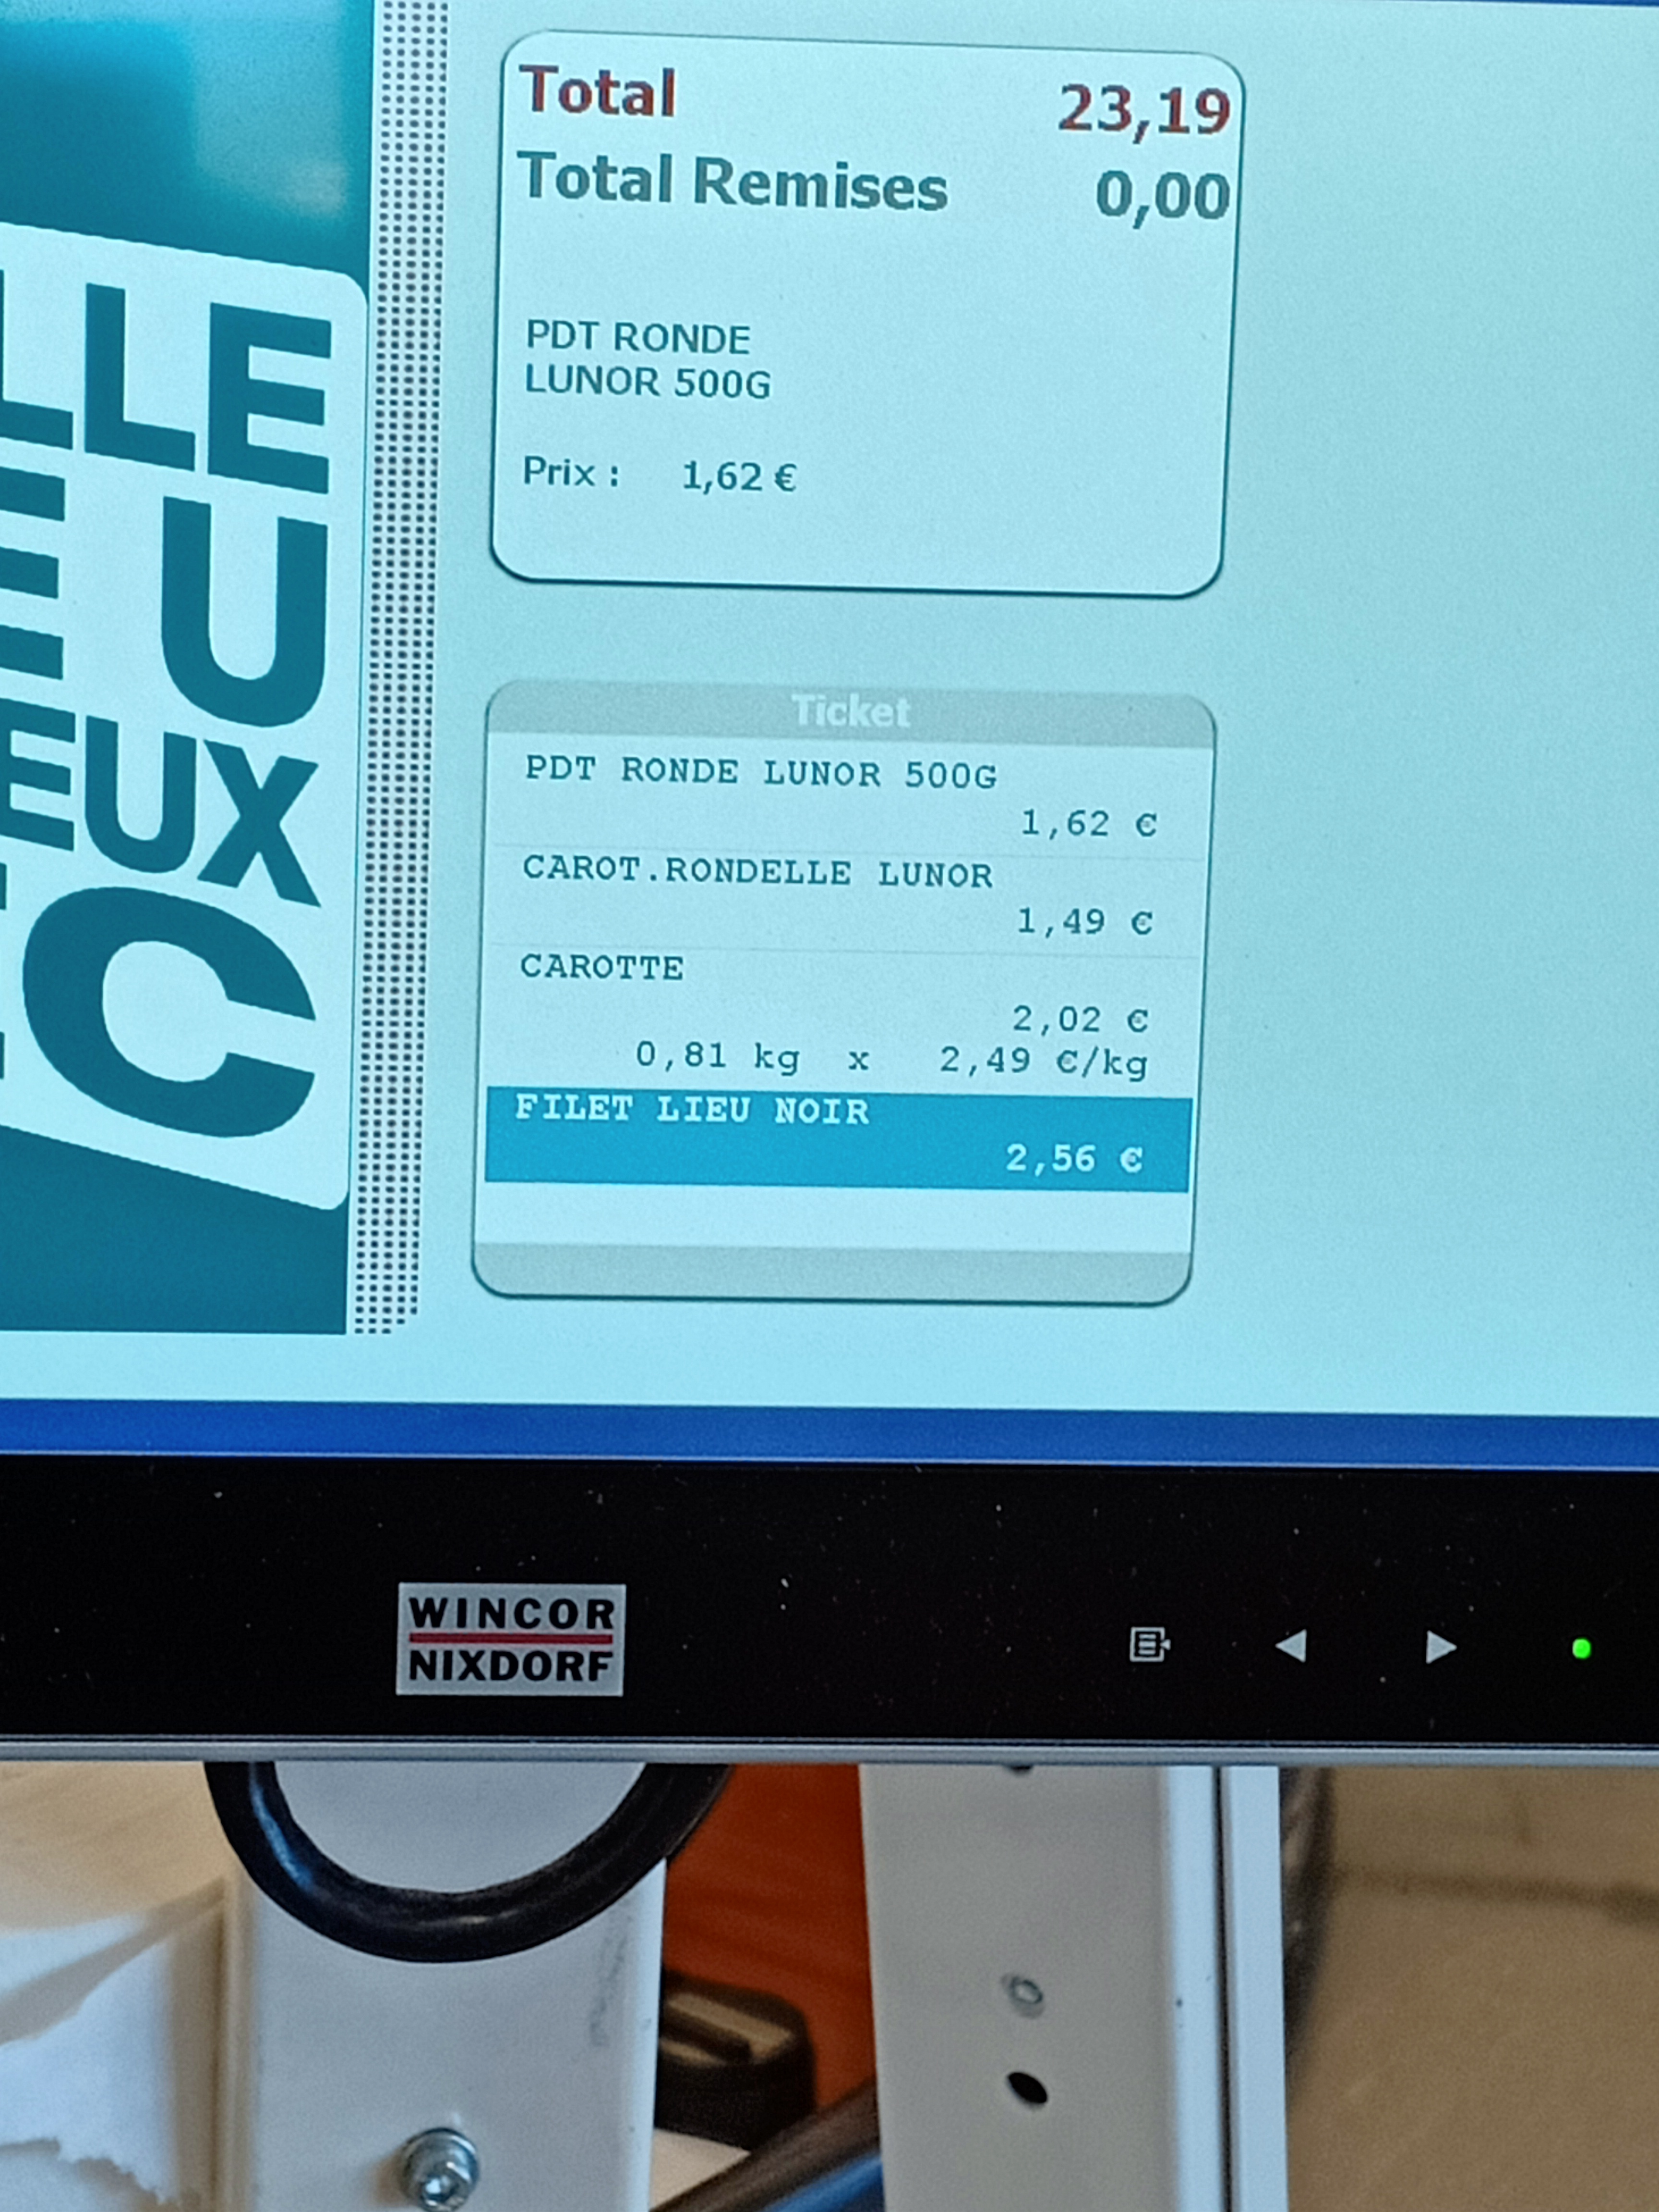 Total 23,19
Total Remises 0,00
PDT RONDE
LUNOR 500G
Prix : 1,62 €
LLE
E U
EUX
C
Ticket
PDT RONDE LUNOR 500G
1,62 €
CAROT.RONDELLE LUNOR
1,49 €
CAROTTE
2,02 €
0,81 kg x 2,49 €/kg
FILET LIEU NOIR
2,56 €
WINCOR
NIXDORF